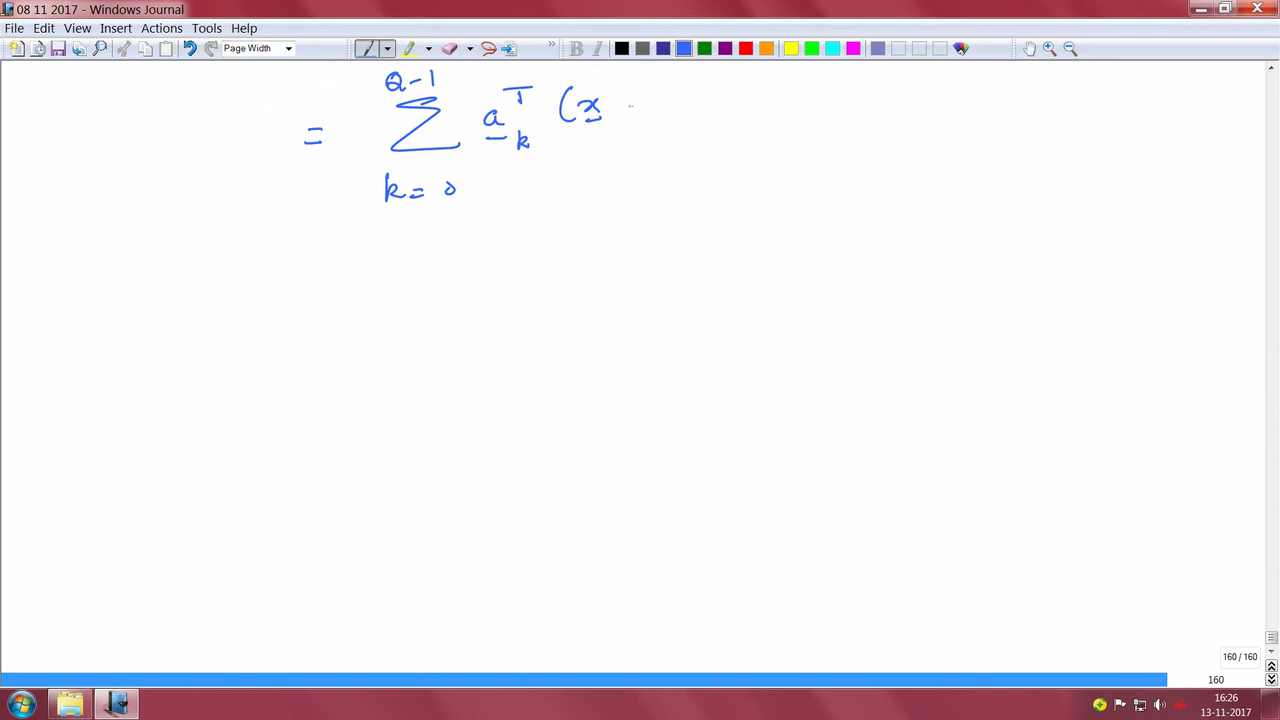 08 11 2017 - Windows Journal
File Edit View Insert Actions Tools Help
Page Width
Q-1
= ∑ a_k^T (x
k = 0
160 / 160
160
16:26
13-11-2017